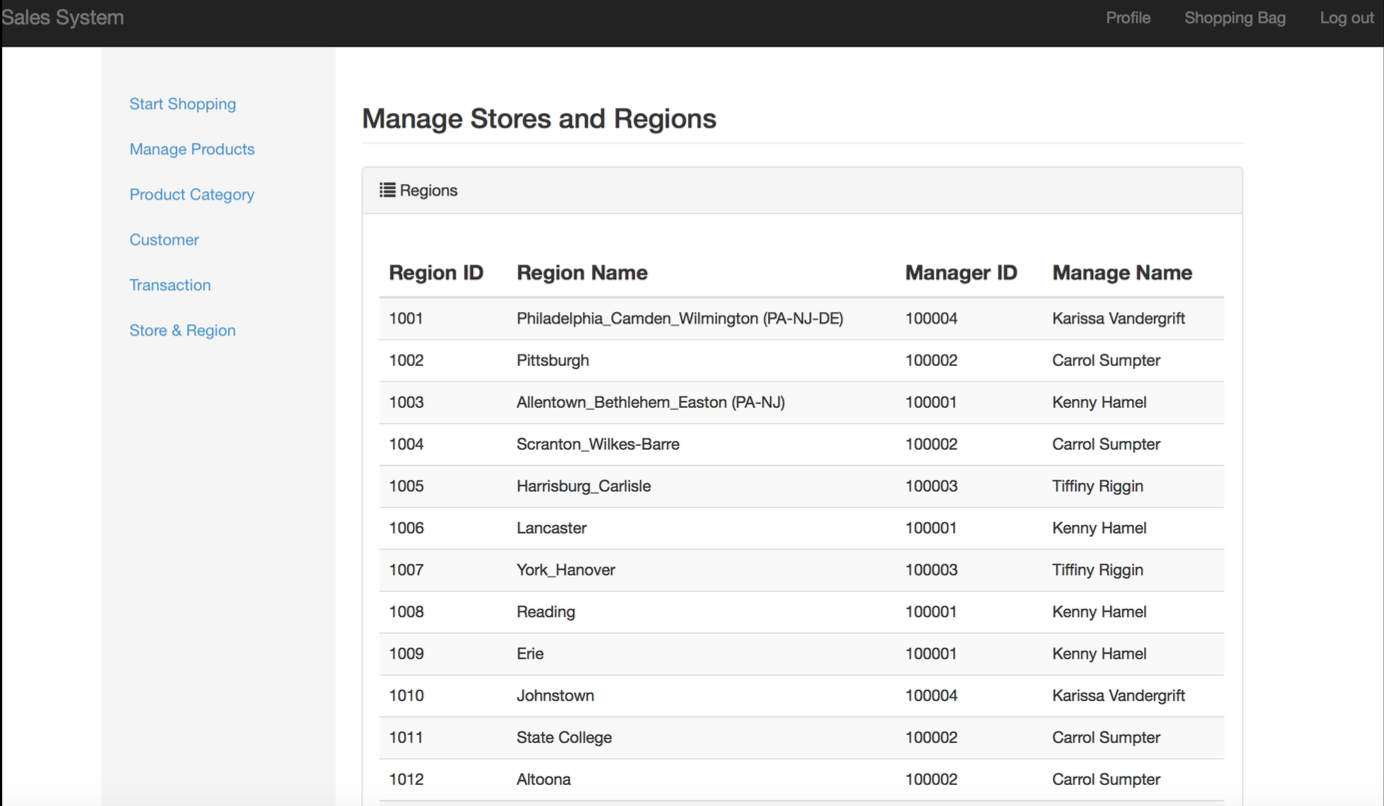 Sales System Profile Shopping Bag Log out
Start Shopping
Manage Products
Product Category
Customer
Transaction
Store & Region
Manage Stores and Regions
Regions
Region ID Region Name Manager ID Manage Name
1001 Philadelphia_Camden_Wilmington (PA-NJ-DE) 100004 Karissa Vandergrift
1002 Pittsburgh 100002 Carrol Sumpter
1003 Allentown_Bethlehem_Easton (PA-NJ) 100001 Kenny Hamel
1004 Scranton_Wilkes-Barre 100002 Carrol Sumpter
1005 Harrisburg_Carlisle 100003 Tiffiny Riggin
1006 Lancaster 100001 Kenny Hamel
1007 York_Hanover 100003 Tiffiny Riggin
1008 Reading 100001 Kenny Hamel
1009 Erie 100001 Kenny Hamel
1010 Johnstown 100004 Karissa Vandergrift
1011 State College 100002 Carrol Sumpter
1012 Altoona 100002 Carrol Sumpter